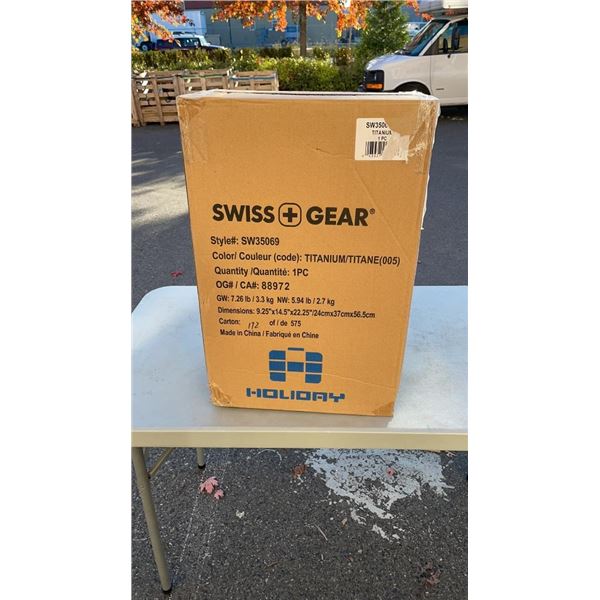 TITANIUM
1 PC
SWISS GEAR®
Style#: SW35069
Color/ Couleur (code): TITANIUM/TITANE(005)
Quantity /Quantité: 1PC
OG# / CA#: 88972
GW: 7.26 lb / 3.3 kg NW: 5.94 lb / 2.7 kg
Dimensions: 9.25"x14.5"x22.25"/24cmx37cmx56.5cm
Carton: 172 of / de 575
Made in China / Fabriqué en Chine
HOLIDAY